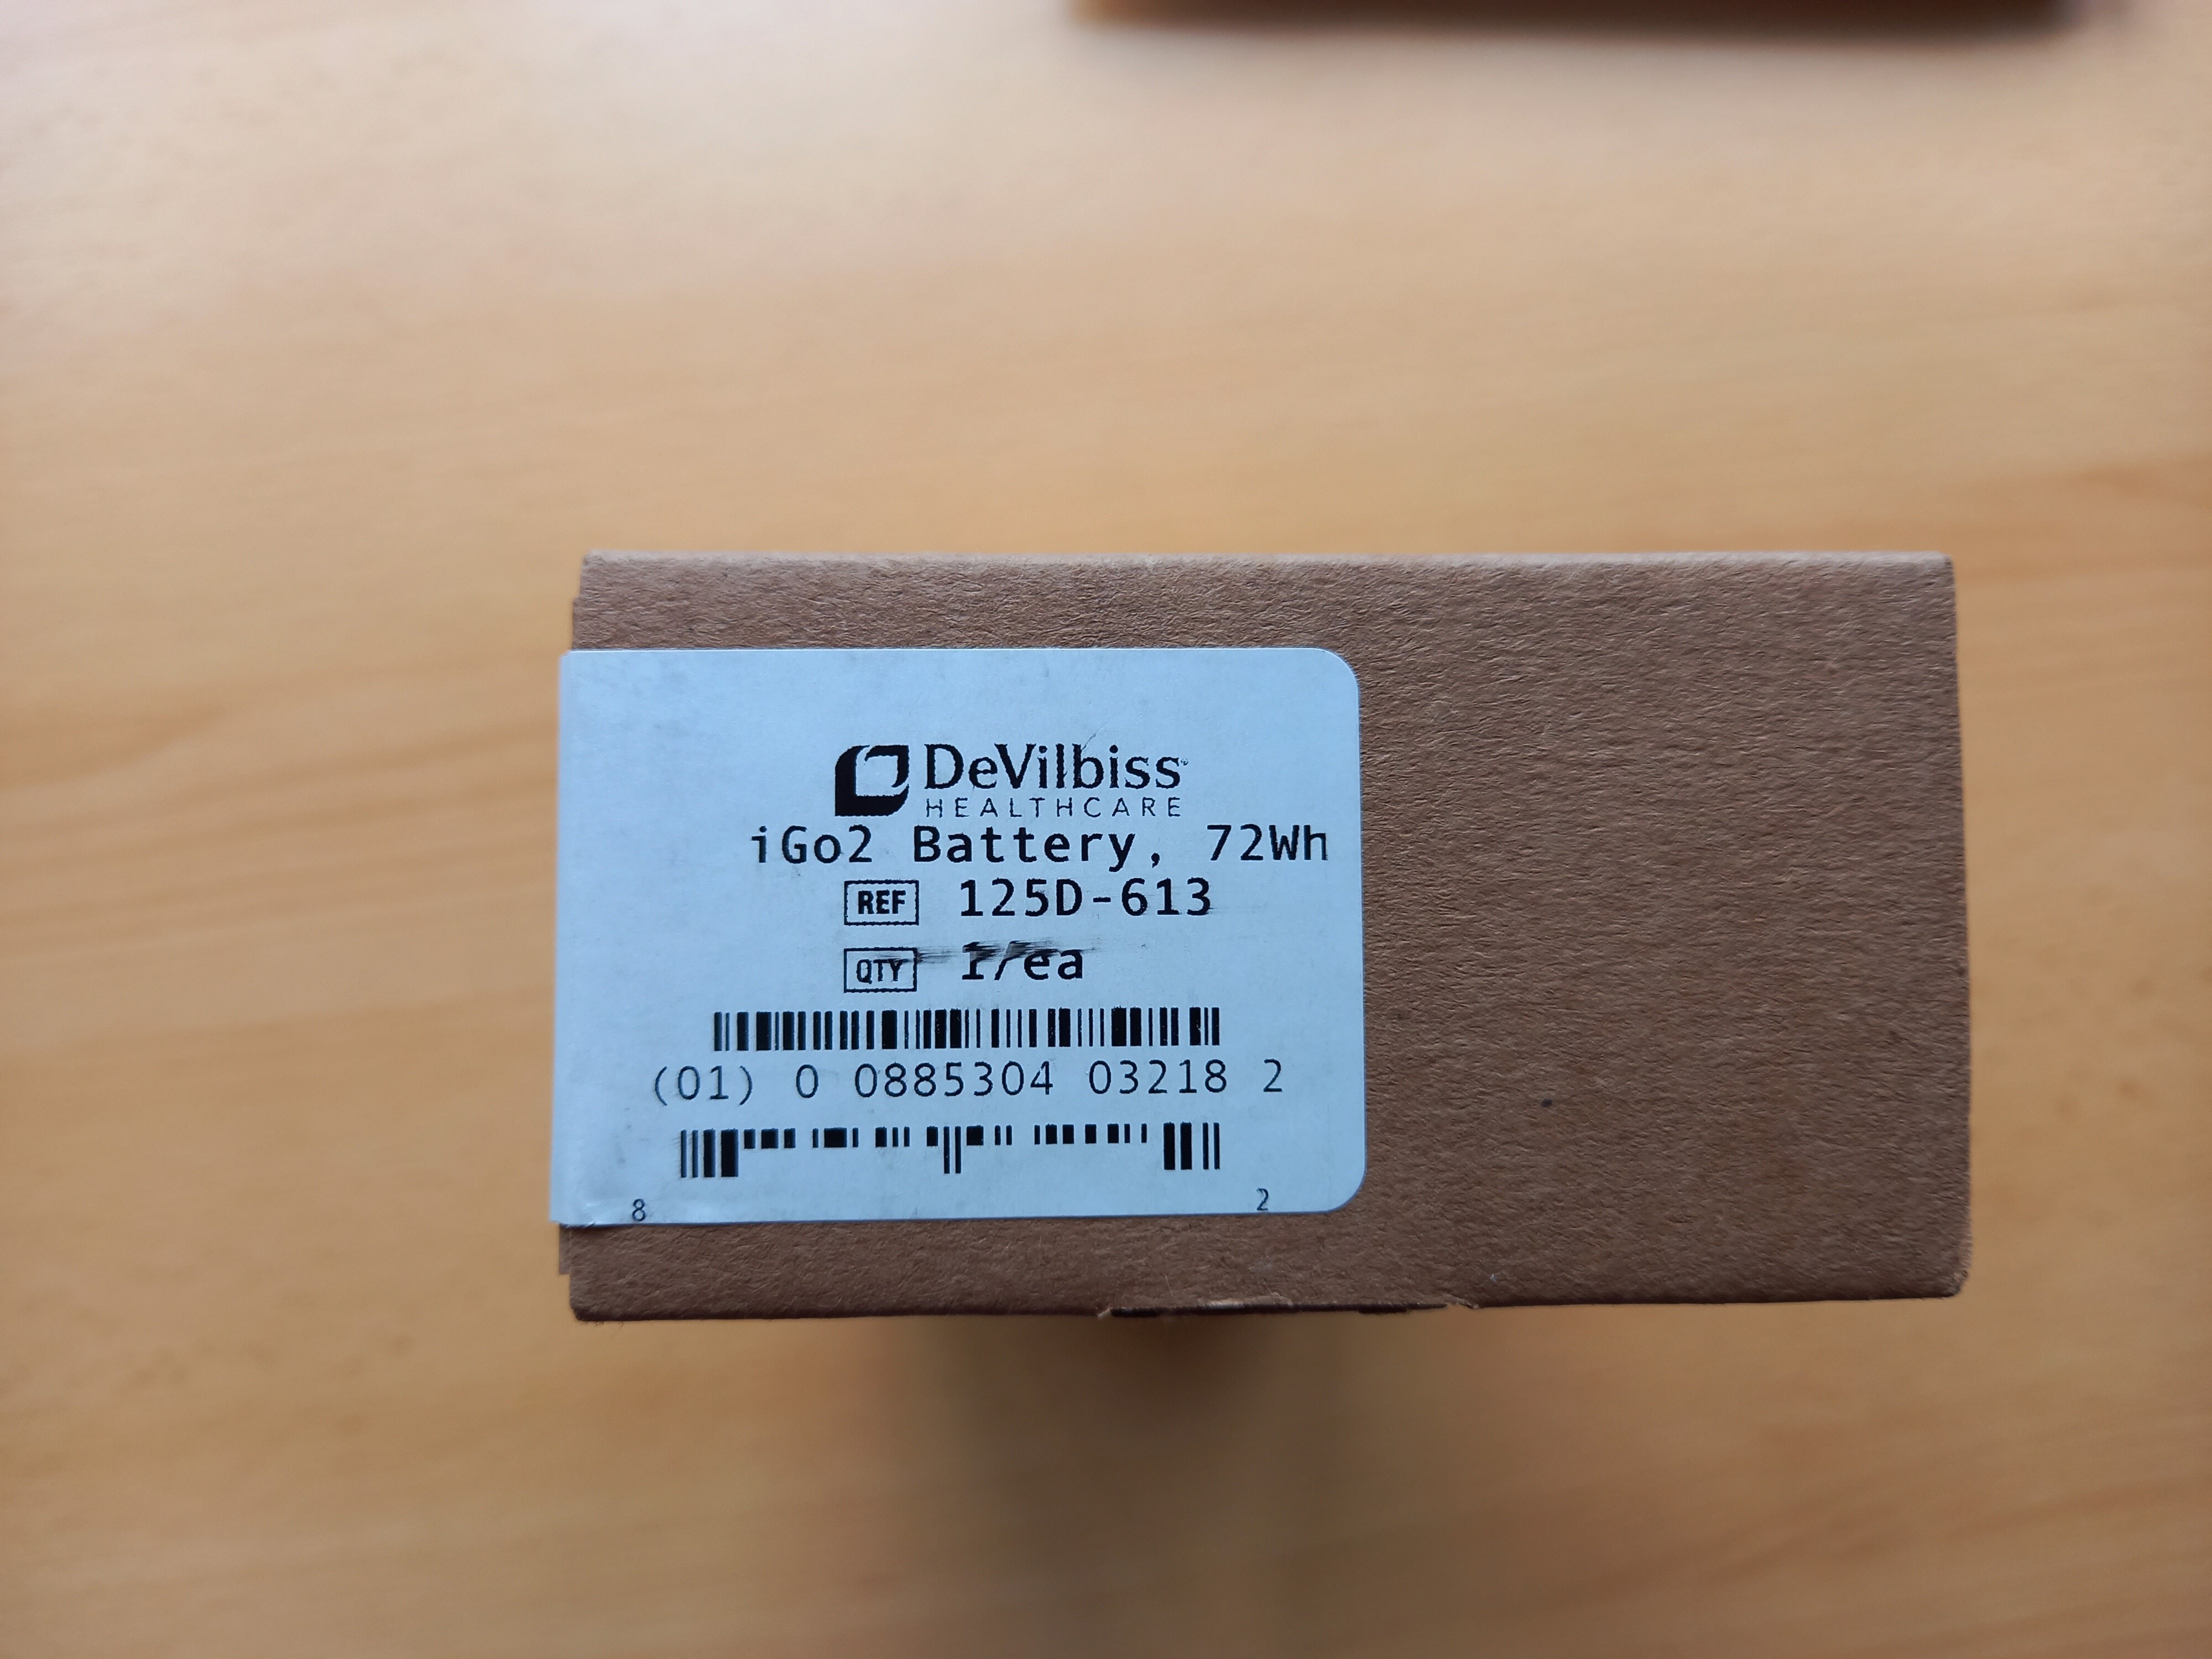 DeVilbiss
HEALTHCARE
iGo2 Battery, 72Wh
REF 125D-613
QTY 1/ea
(01) 0 0885304 03218 2
8 2